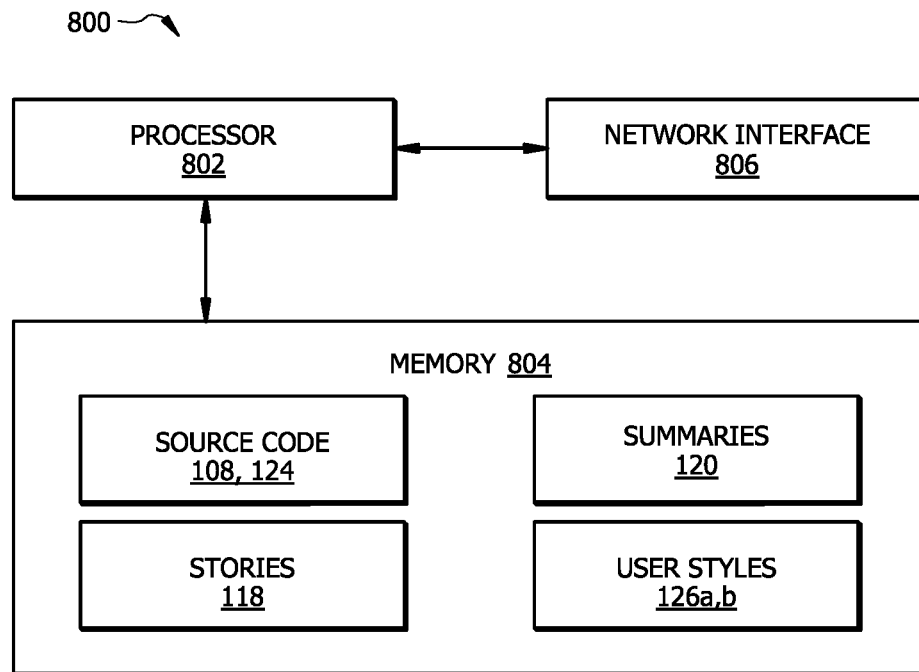 800
PROCESSOR
802
NETWORK INTERFACE
806
MEMORY 804
SOURCE CODE
108, 124
SUMMARIES
120
STORIES
118
USER STYLES
126a,b